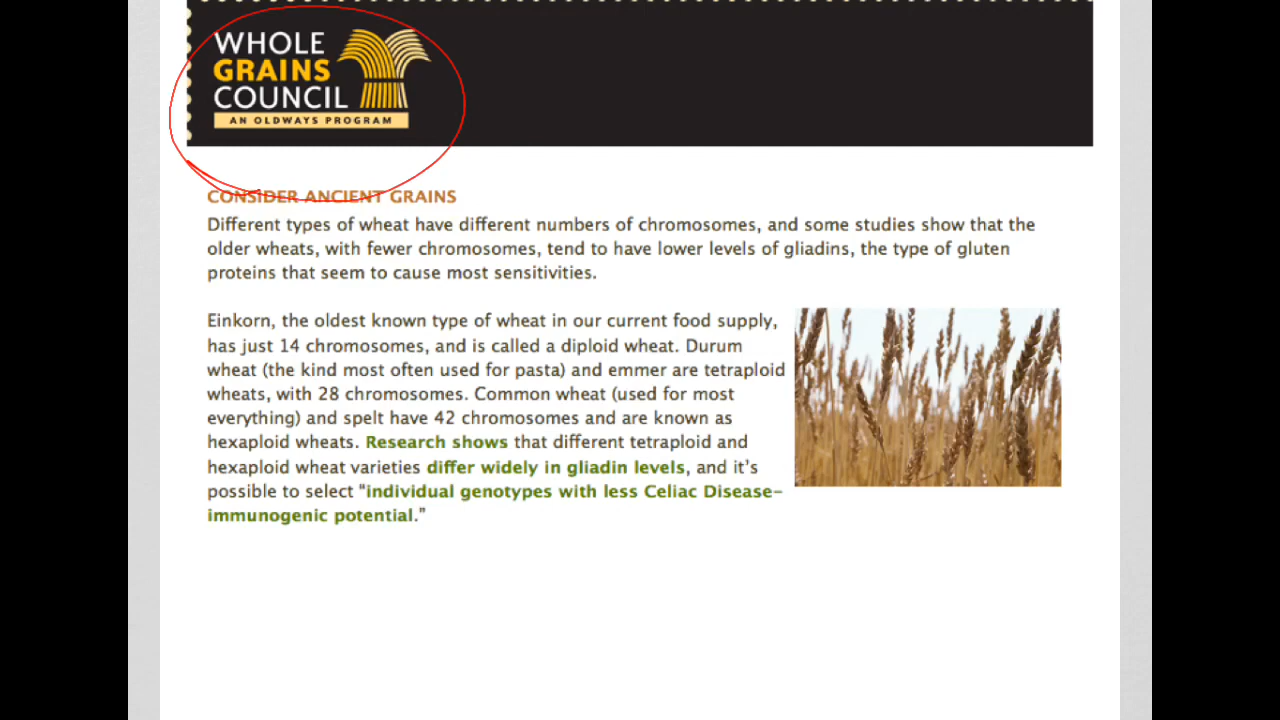 WHOLE
GRAINS
COUNCIL
AN OLDWAYS PROGRAM
CONSIDER ANCIENT GRAINS
Different types of wheat have different numbers of chromosomes, and some studies show that the
older wheats, with fewer chromosomes, tend to have lower levels of gliadins, the type of gluten
proteins that seem to cause most sensitivities.
Einkorn, the oldest known type of wheat in our current food supply,
has just 14 chromosomes, and is called a diploid wheat. Durum
wheat (the kind most often used for pasta) and emmer are tetraploid
wheats, with 28 chromosomes. Common wheat (used for most
everything) and spelt have 42 chromosomes and are known as
hexaploid wheats. Research shows that different tetraploid and
hexaploid wheat varieties differ widely in gliadin levels, and it's
possible to select "individual genotypes with less Celiac Disease-
immunogenic potential."